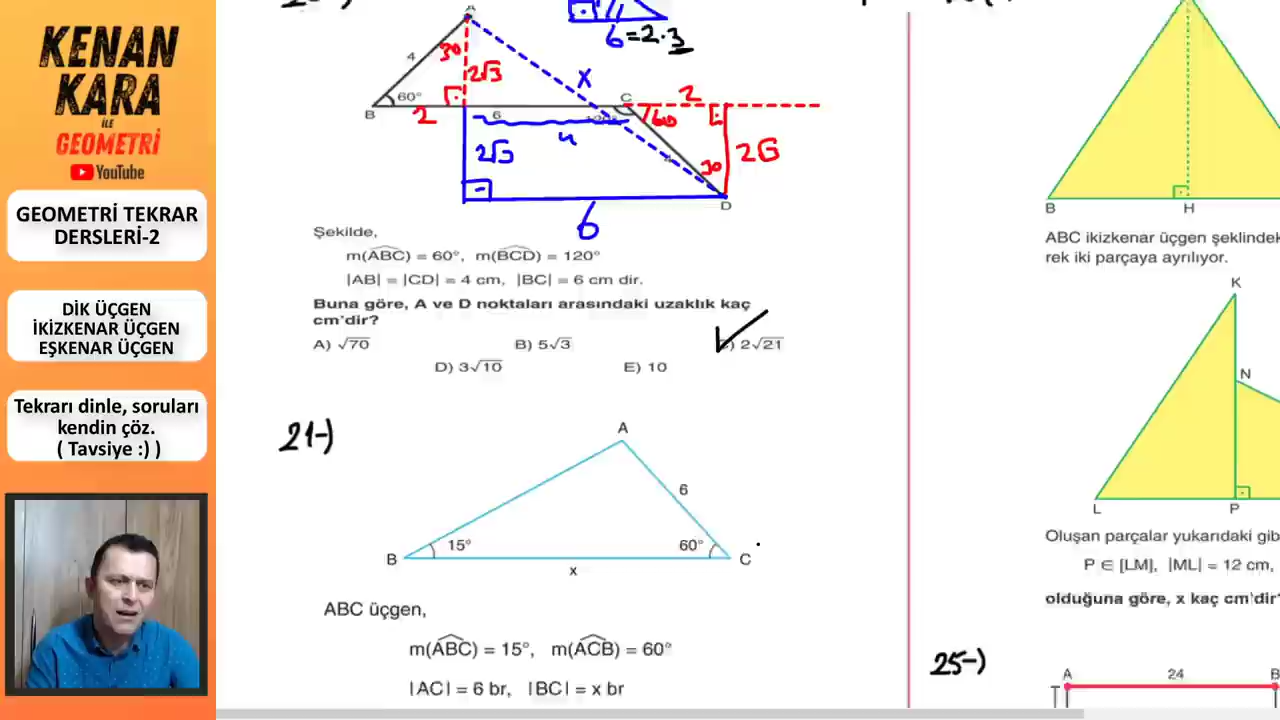 KENAN
KARA
İLE
GEOMETRİ
YouTube
GEOMETRİ TEKRAR
DERSLERİ-2
DİK ÜÇGEN
İKİZKENAR ÜÇGEN
EŞKENAR ÜÇGEN
Tekrarı dinle, soruları
kendin çöz.
( Tavsiye :) )
6=2.3
4
30
2√3
x
B
60°
2
6
C
2
60
4
2√3
30
2√3
6
D
Şekilde,
m(ABC) = 60°, m(BCD) = 120°
|AB| = |CD| = 4 cm, |BC| = 6 cm dir.
Buna göre, A ve D noktaları arasındaki uzaklık kaç
cm'dir?
A) √70 B) 5√3 2√21
D) 3√10 E) 10
21-)
A
6
B 15° 60° C
x
ABC üçgen,
m(ABC) = 15°, m(ACB) = 60°
|AC| = 6 br, |BC| = x br
B H
ABC ikizkenar üçgen şeklindek
rek iki parçaya ayrılıyor.
K
N
L P
Oluşan parçalar yukarıdaki gib
P ∈ [LM], |ML| = 12 cm,
olduğuna göre, x kaç cm'dir?
25-)
A 24 B